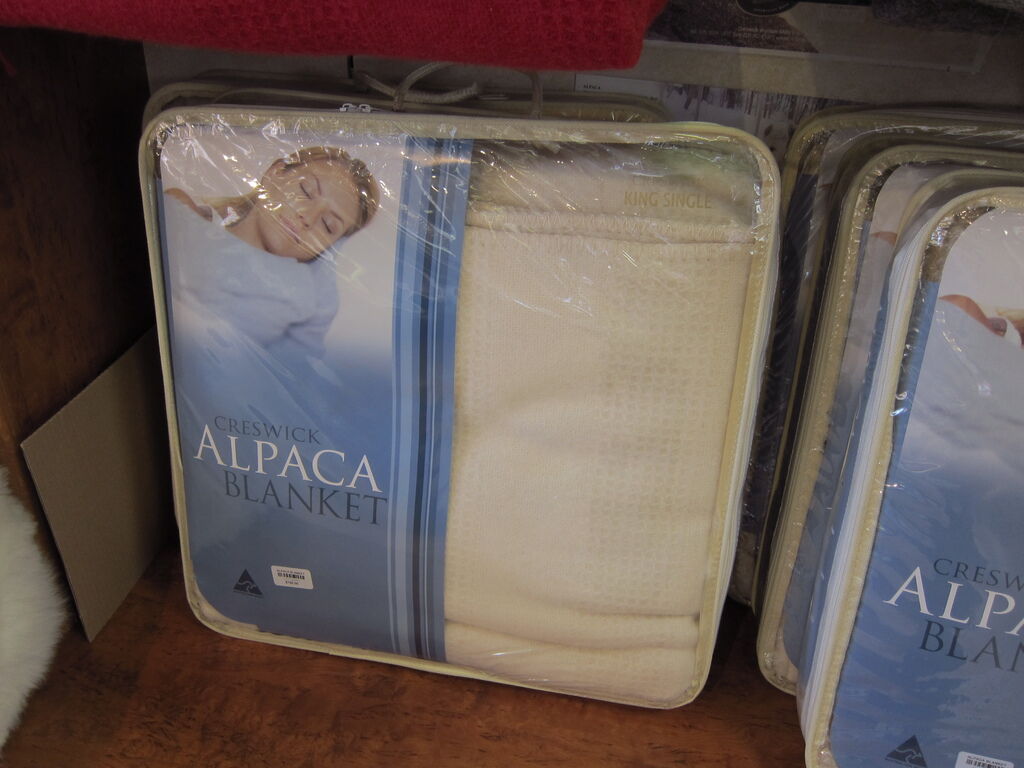 KING SINGLE
CRESWICK
ALPACA
BLANKET
CRESW
ALPA
BLAN